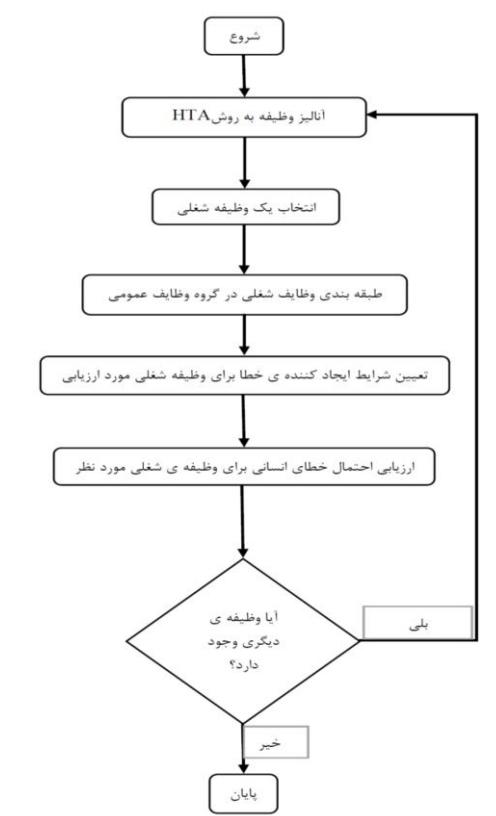 شروع
آنالیز وظیفه به روشHTA
انتخاب یک وظیفه شغلی
طبقه بندی وظایف شغلی در گروه وظایف عمومی
تعیین شرایط ایجاد کننده ی خطا برای وظیفه شغلی مورد ارزیابی
ارزیابی احتمال خطای انسانی برای وظیفه ی شغلی مورد نظر
آیا وظیفه ی
دیگری وجود
دارد؟
بلی
خیر
پایان